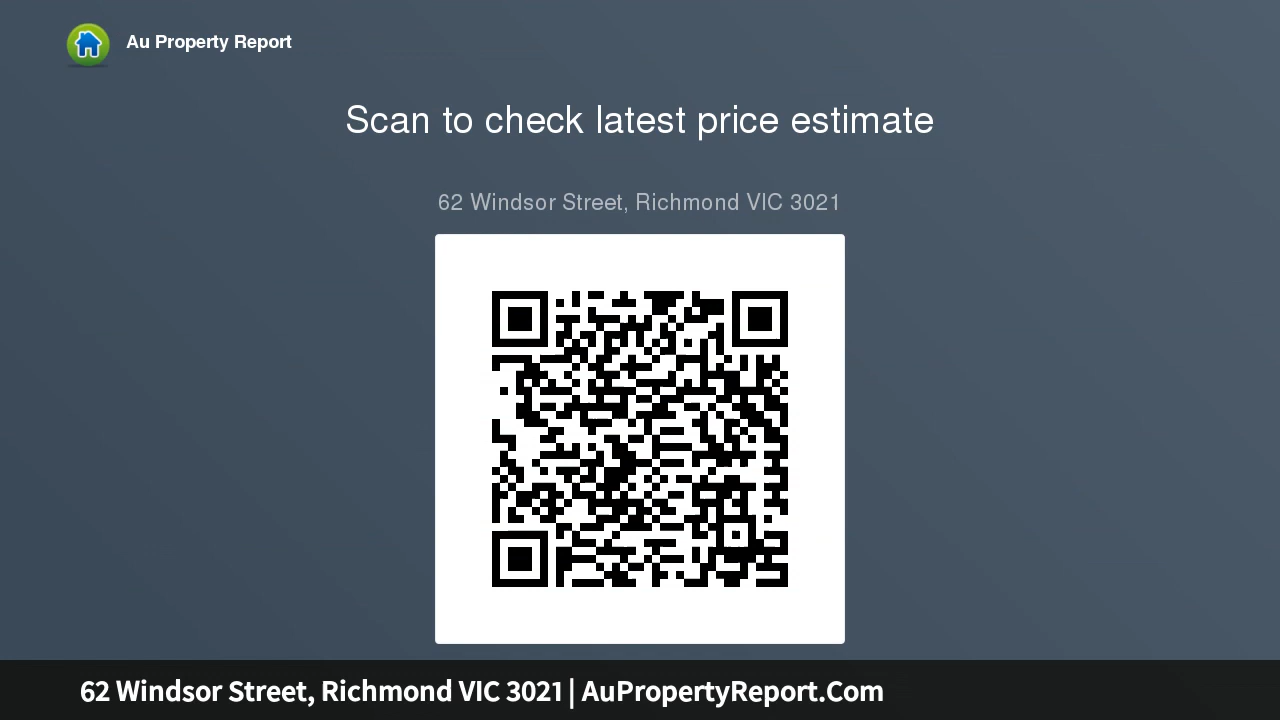 Au Property Report
Scan to check latest price estimate
62 Windsor Street, Richmond VIC 3021
62 Windsor Street, Richmond VIC 3021 | AuPropertyReport.Com